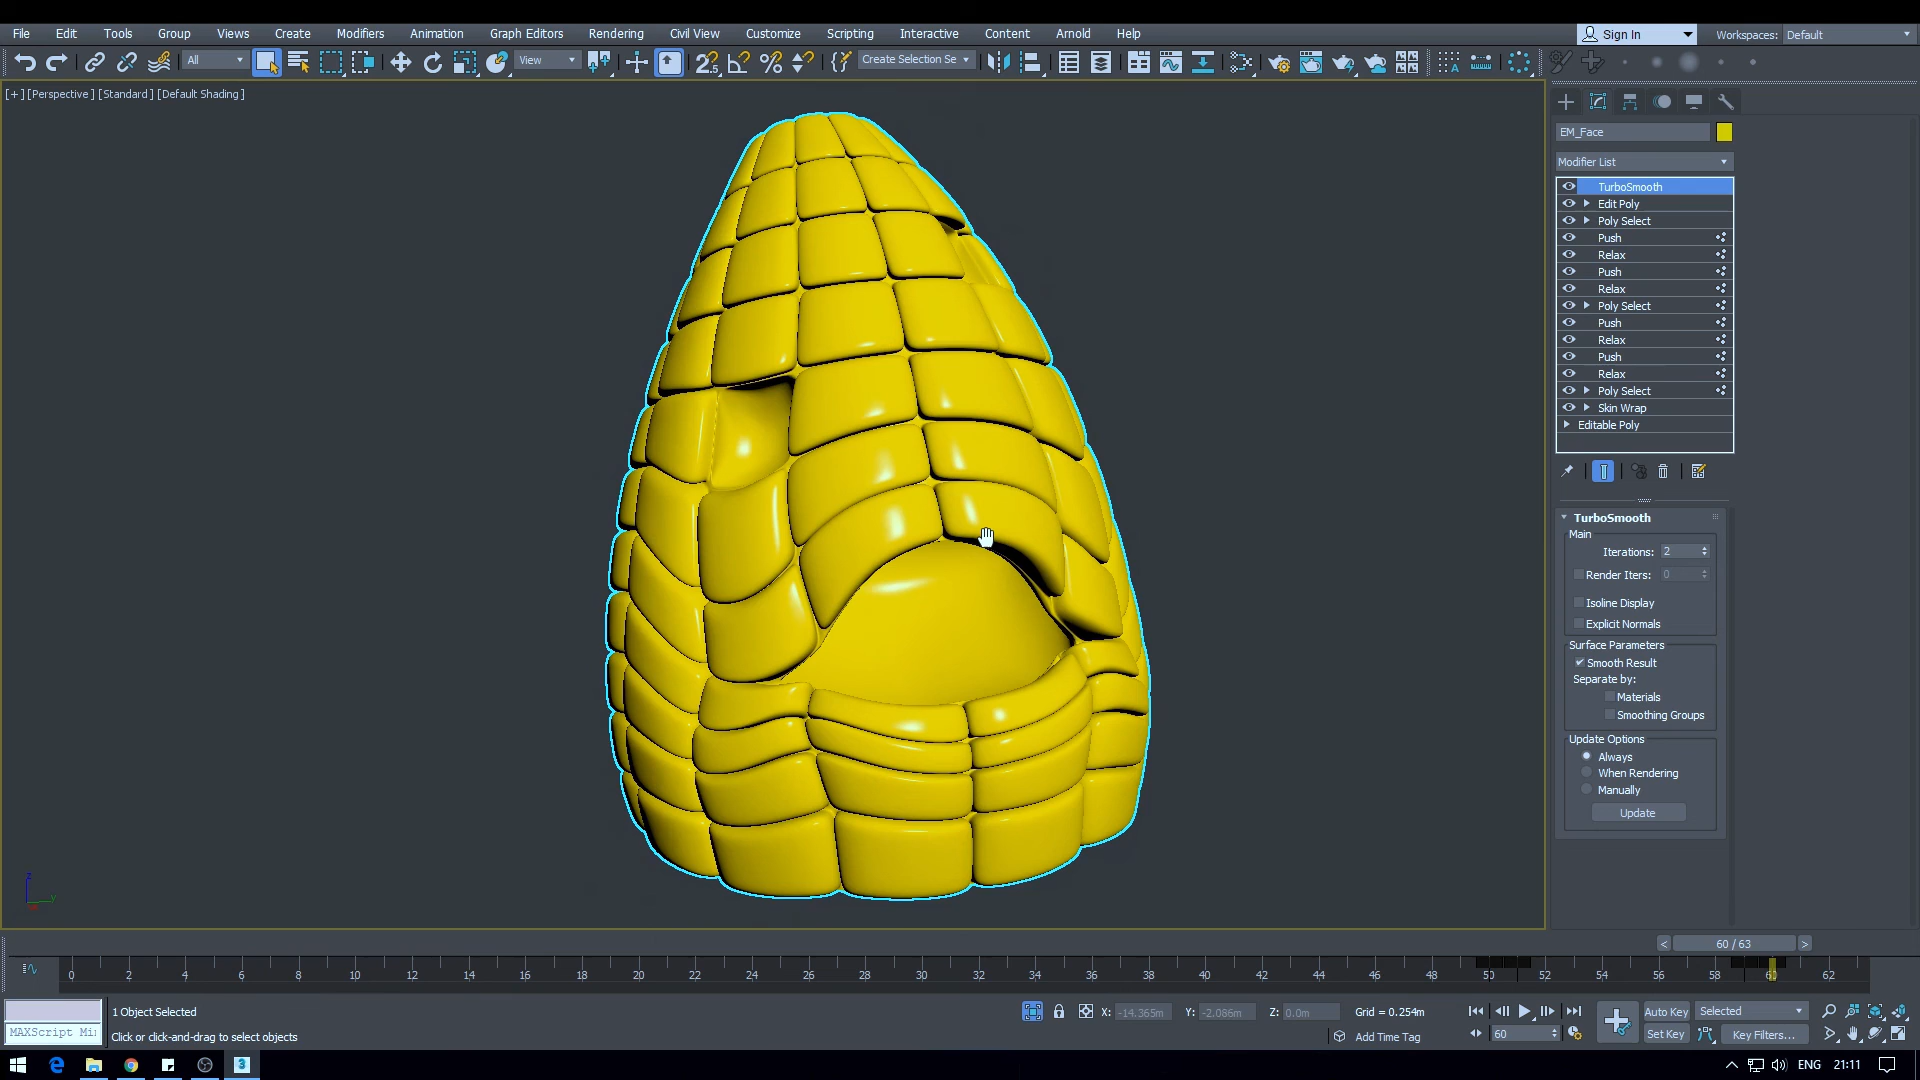 File Edit Tools Group Views Create Modifiers Animation Graph Editors Rendering Civil View Customize Scripting Interactive Content Arnold Help
Sign In
Workspaces: Default
All
View
Create Selection Se
[+] [Perspective] [Standard] [Default Shading]
EM_Face
Modifier List
TurboSmooth
Edit Poly
Poly Select
Push
Relax
Push
Relax
Poly Select
Push
Relax
Push
Relax
Poly Select
Skin Wrap
Editable Poly
TurboSmooth
Main
Iterations: 2
Render Iters: 0
Isoline Display
Explicit Normals
Surface Parameters
Smooth Result
Separate by:
Materials
Smoothing Groups
Update Options
Always
When Rendering
Manually
Update
z
y
< 60 / 63 >
0 2 4 6 8 10 12 14 16 18 20 22 24 26 28 30 32 34 36 38 40 42 44 46 48 50 52 54 56 58 60 62
1 Object Selected
X: -14.365m Y: -2.086m Z: 0.0m Grid = 0.254m
Auto Key Selected
MAXScript Mi
Click or click-and-drag to select objects
Add Time Tag
60
Set Key Key Filters...
ENG 21:11